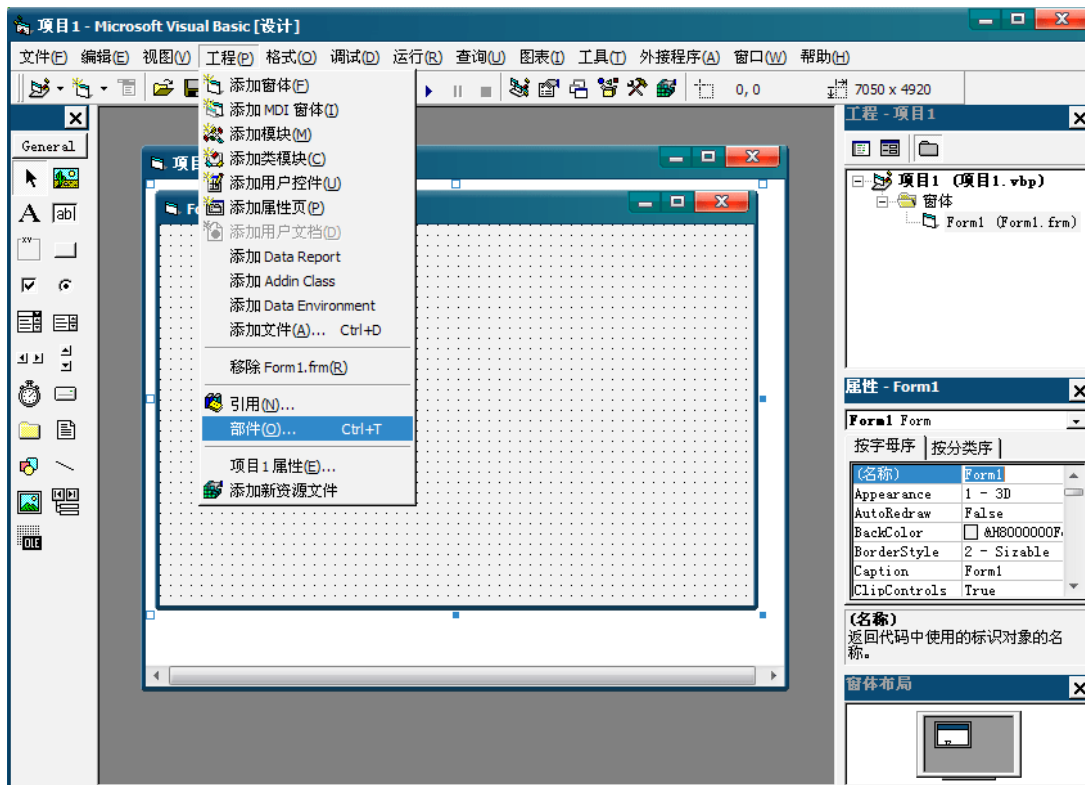 项目1 - Microsoft Visual Basic [设计]
文件(F) 编辑(E) 视图(V) 工程(P) 格式(O) 调试(D) 运行(R) 查询(U) 图表(I) 工具(T) 外接程序(A) 窗口(W) 帮助(H)
0, 0 7050 x 4920
General
A
ab|
XY
OLE
项目
添加窗体(F)
添加 MDI 窗体(I)
添加模块(M)
添加类模块(C)
添加用户控件(U)
添加属性页(P)
添加用户文档(D)
添加 Data Report
添加 Addin Class
添加 Data Environment
添加文件(A)... Ctrl+D
移除 Form1.frm(R)
引用(N)...
部件(O)... Ctrl+T
项目1 属性(E)...
添加新资源文件
工程 - 项目1
项目1 (项目1.vbp)
窗体
Form1 (Form1.frm)
属性 - Form1
Form1 Form
按字母序 按分类序
(名称) Form1
Appearance 1 - 3D
AutoRedraw False
BackColor &H8000000F
BorderStyle 2 - Sizable
Caption Form1
ClipControls True
(名称)
返回代码中使用的标识对象的名
称。
窗体布局